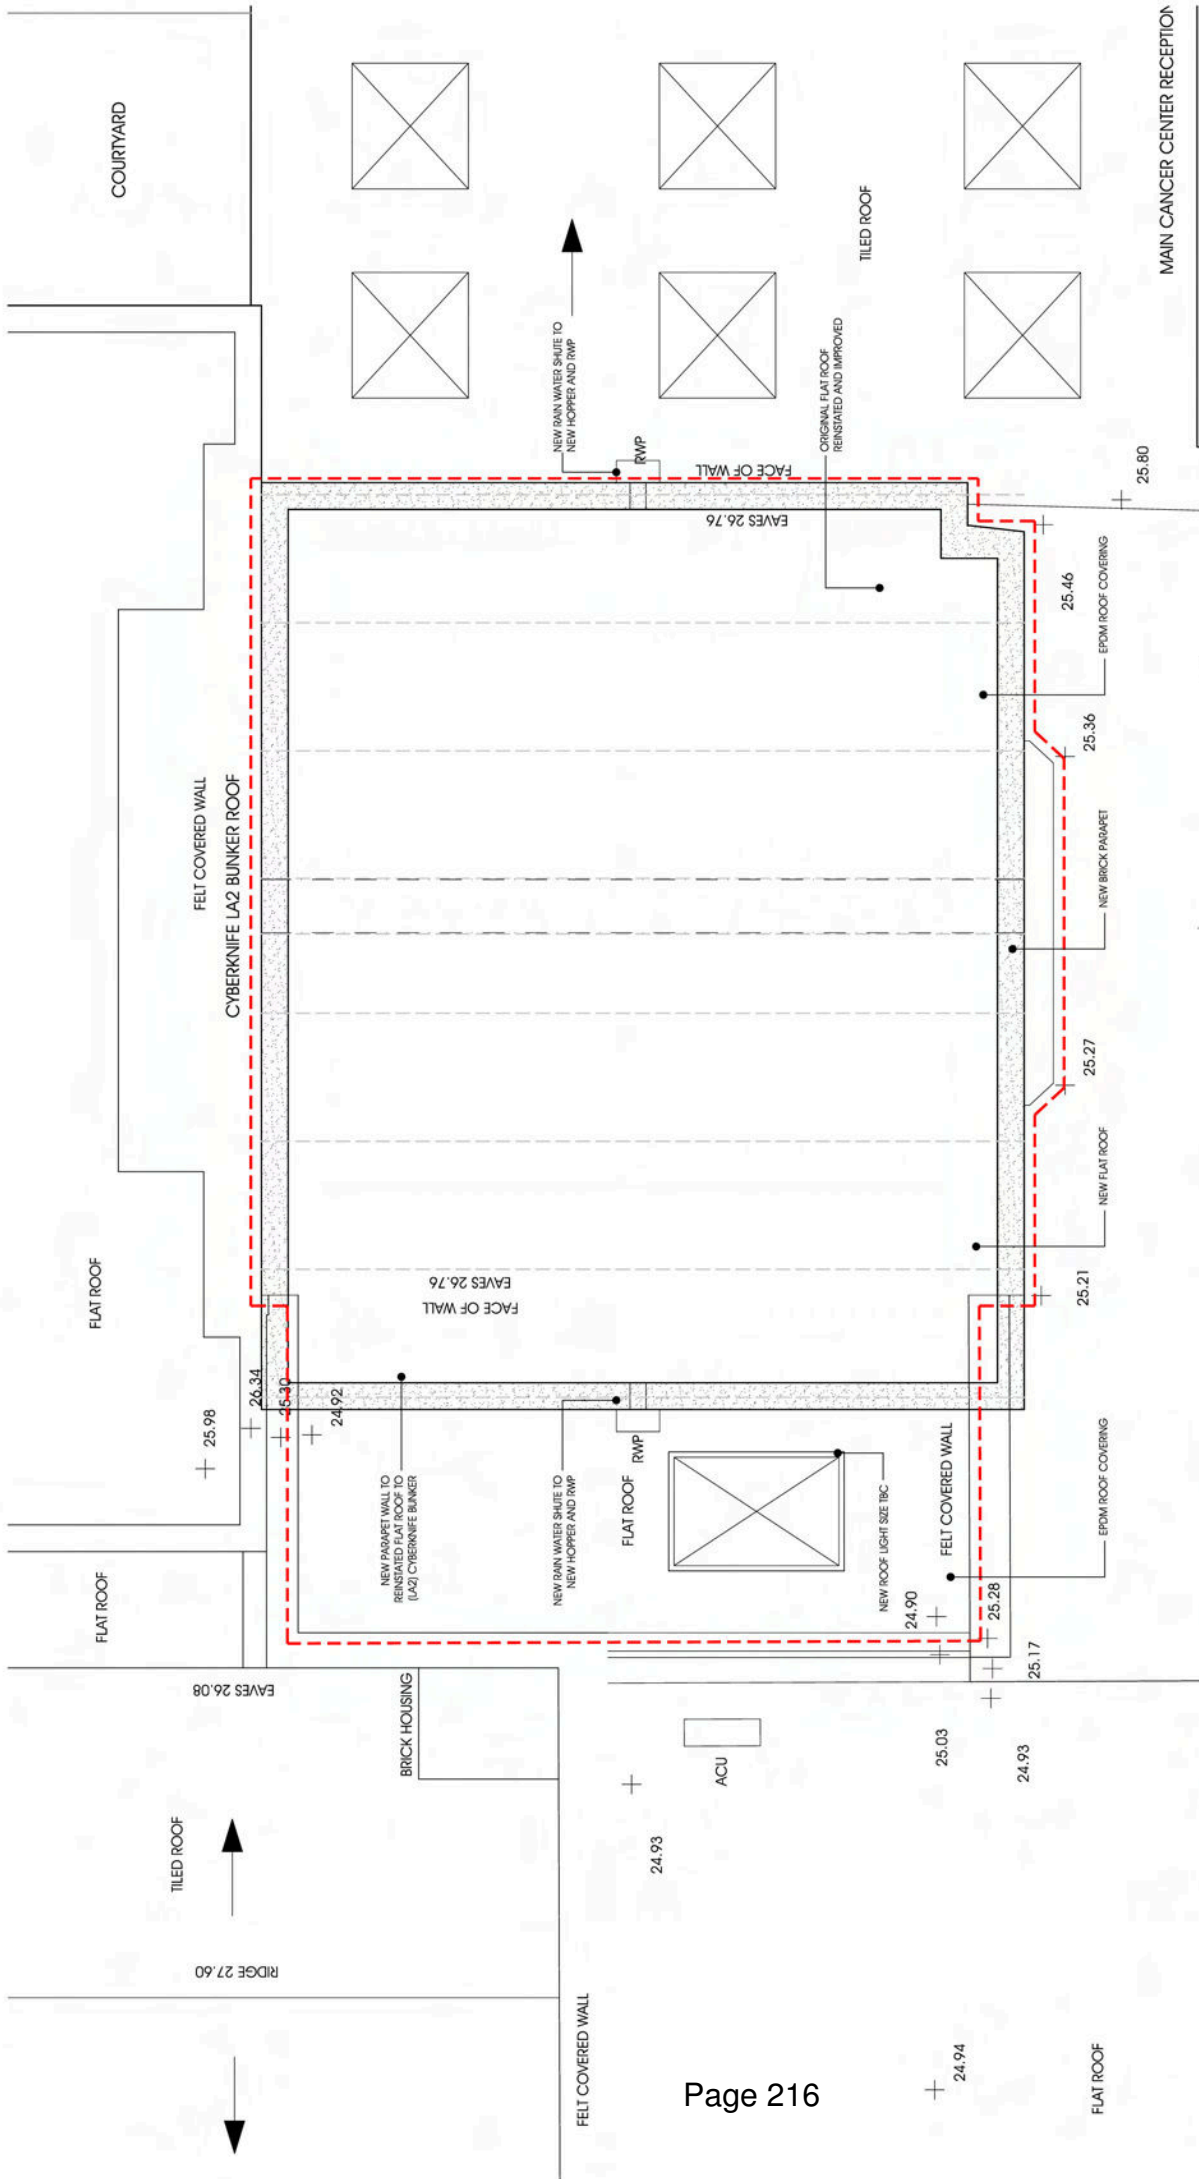 COURTYARD
FLAT ROOF
FELT COVERED WALL
CYBERKNIFE LA2 BUNKER ROOF
NEW RAIN WATER SHUTE TO
NEW HOPPER AND RWP
RWP
FACE OF WALL
EAVES 26.76
TILED ROOF
ORIGINAL FLAT ROOF
REINSTATED AND IMPROVED
MAIN CANCER CENTER RECEPTION
25.80
25.46
EPDM ROOF COVERING
25.36
NEW BRICK PARAPET
25.27
NEW FLAT ROOF
25.21
EAVES 26.76
FACE OF WALL
25.98
26.34
25.30
24.92
NEW PARAPET WALL TO
REINSTATED FLAT ROOF TO
(LA2) CYBERKNIFE BUNKER
NEW RAIN WATER SHUTE TO
NEW HOPPER AND RWP
RWP
FLAT ROOF
NEW ROOF LIGHT SIZE TBC
FELT COVERED WALL
EPDM ROOF COVERING
24.90
25.28
25.17
25.03
24.93
FLAT ROOF
EAVES 26.08
BRICK HOUSING
TILED ROOF
RIDGE 27.60
ACU
24.93
FELT COVERED WALL
24.94
FLAT ROOF
Page 216